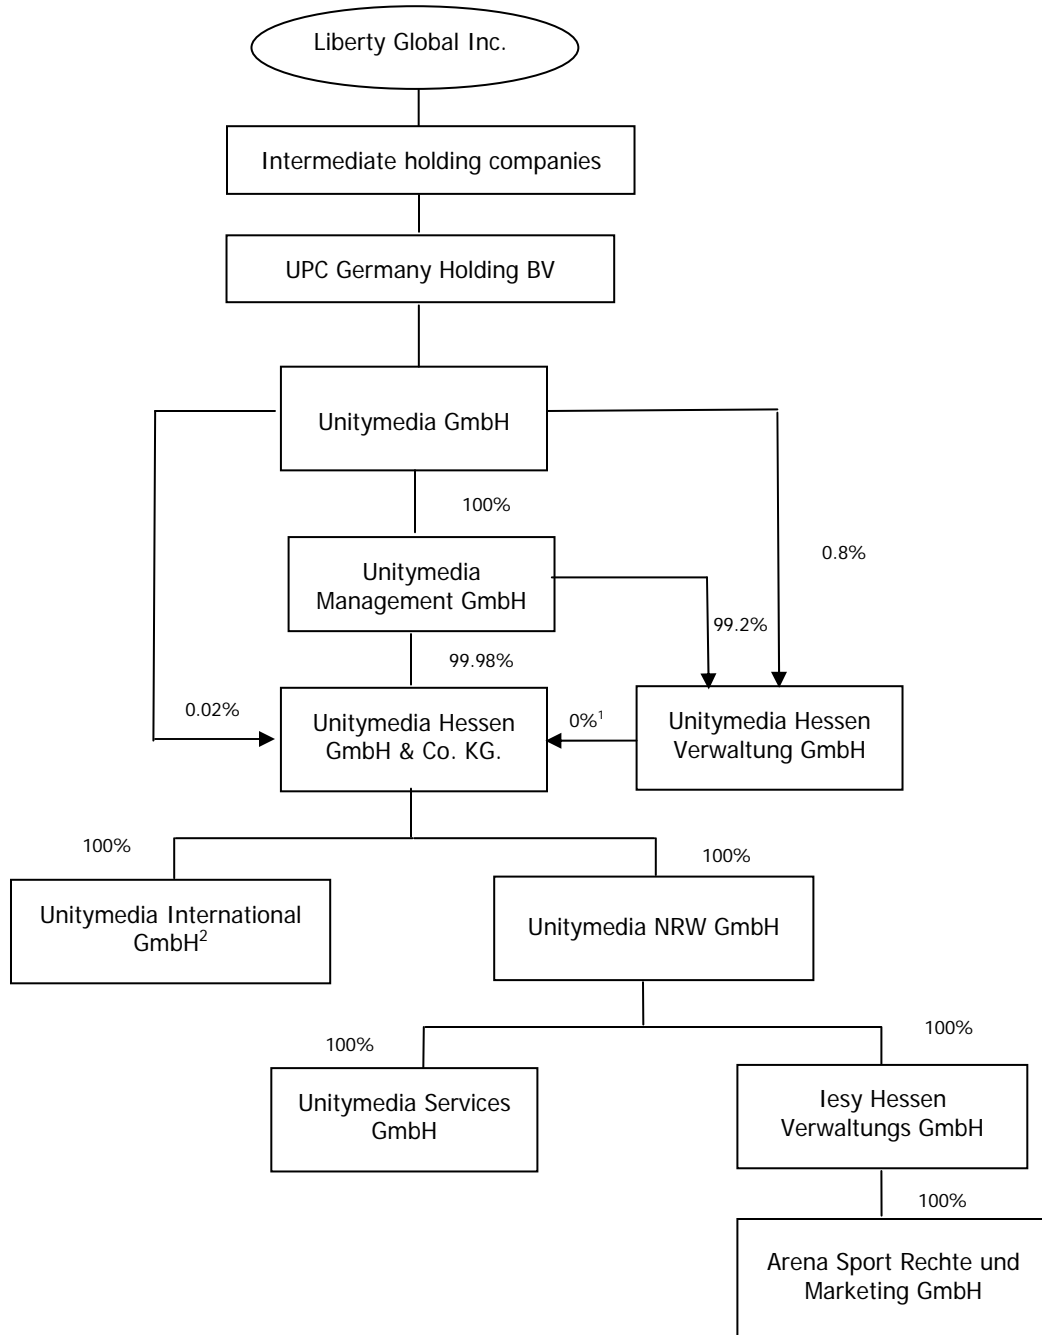 Liberty Global Inc.
Intermediate holding companies
UPC Germany Holding BV
Unitymedia GmbH
100%
0.8%
Unitymedia
Management GmbH
99.2%
99.98%
0.02%
Unitymedia Hessen
GmbH & Co. KG.
0%¹
Unitymedia Hessen
Verwaltung GmbH
100%
100%
Unitymedia International
GmbH²
Unitymedia NRW GmbH
100%
100%
Unitymedia Services
GmbH
Iesy Hessen
Verwaltungs GmbH
100%
Arena Sport Rechte und
Marketing GmbH